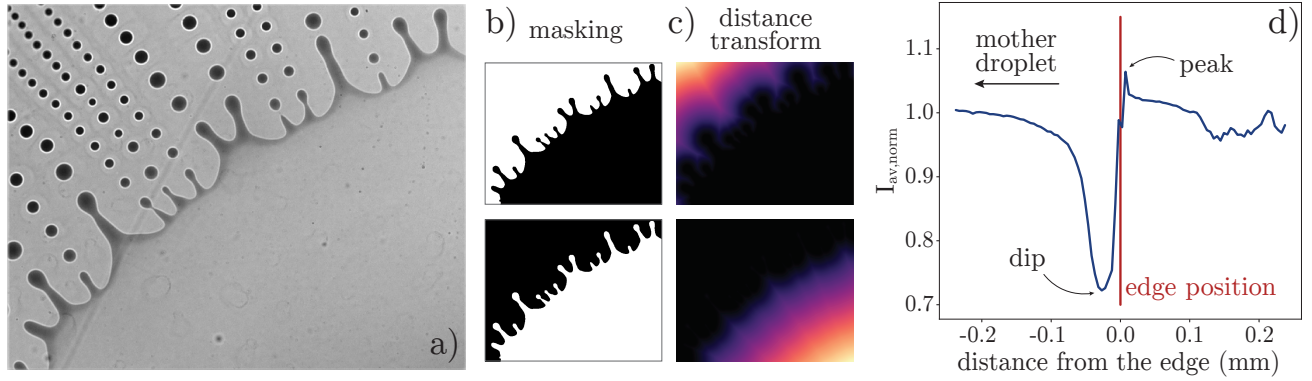 a)
b) masking
c) distance
transform
d)
mother
droplet
peak
dip
edge position
I_av,norm
1.1
1.0
0.9
0.8
0.7
-0.2
-0.1
0.0
0.1
0.2
distance from the edge (mm)